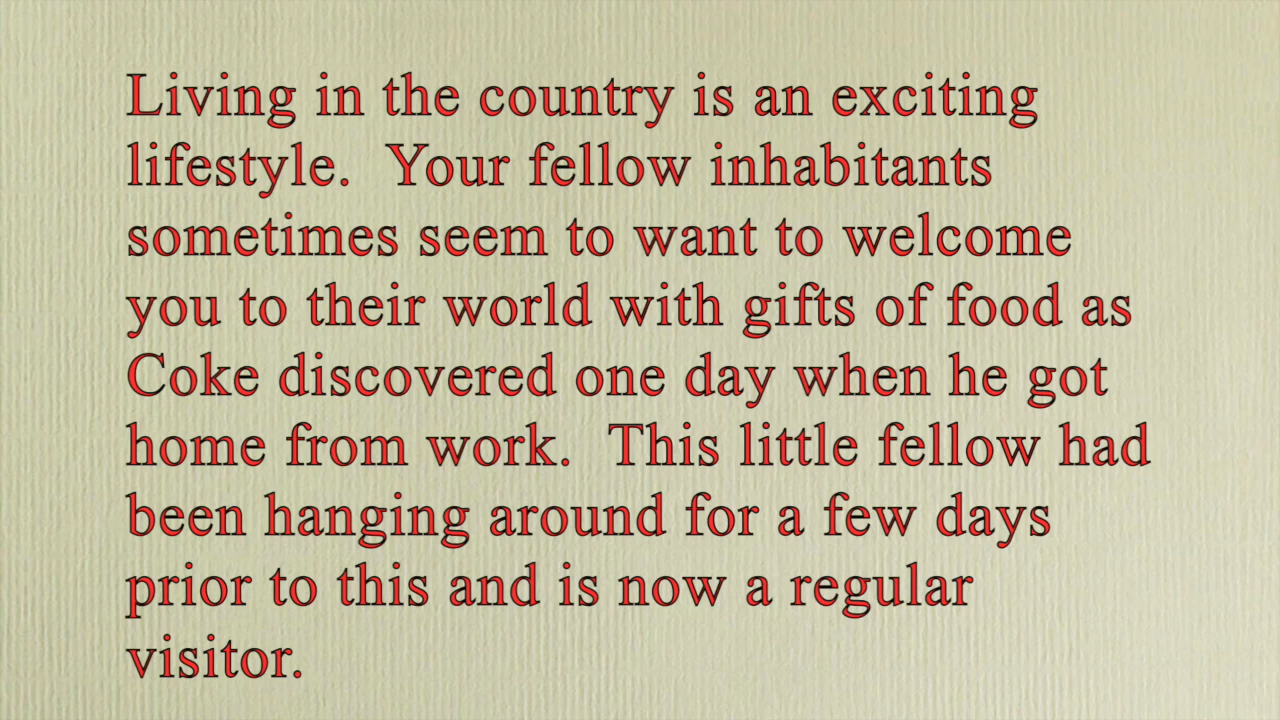 Living in the country is an exciting
lifestyle.  Your fellow inhabitants
sometimes seem to want to welcome
you to their world with gifts of food as
Coke discovered one day when he got
home from work.  This little fellow had
been hanging around for a few days
prior to this and is now a regular
visitor.